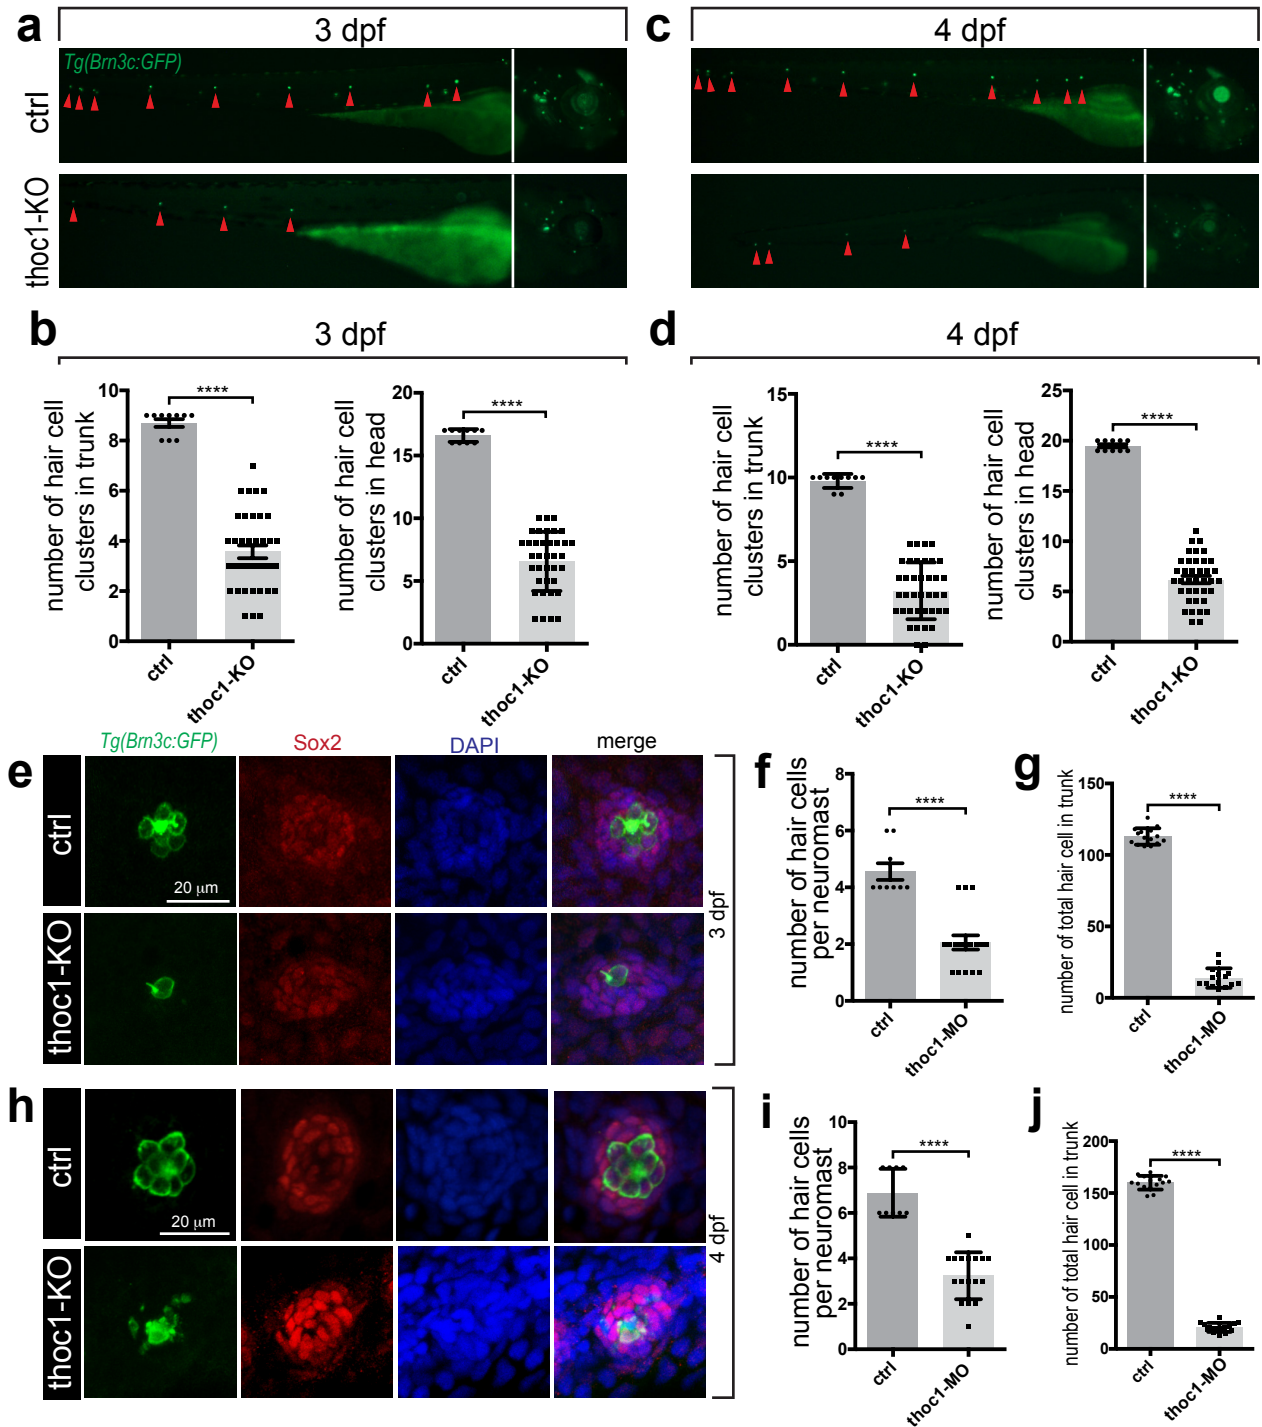 a
3 dpf
c
4 dpf
Tg(Brn3c:GFP)
ctrl
thoc1-KO
b
3 dpf
d
4 dpf
number of hair cell
clusters in trunk
10
8
6
4
2
0
****
ctrl
thoc1-KO
number of hair cell
clusters in head
20
15
10
5
0
****
ctrl
thoc1-KO
number of hair cell
clusters in trunk
15
10
5
0
****
ctrl
thoc1-KO
number of hair cell
clusters in head
25
20
15
10
5
0
****
ctrl
thoc1-KO
e
Tg(Brn3c:GFP)
Sox2
DAPI
merge
ctrl
20 μm
thoc1-KO
3 dpf
f
number of hair cells
per neuromast
8
6
4
2
0
****
ctrl
thoc1-MO
g
number of total hair cell in trunk
150
100
50
0
****
ctrl
thoc1-MO
h
ctrl
20 μm
thoc1-KO
4 dpf
i
number of hair cells
per neuromast
10
8
6
4
2
0
****
ctrl
thoc1-MO
j
number of total hair cell in trunk
200
150
100
50
0
****
ctrl
thoc1-MO